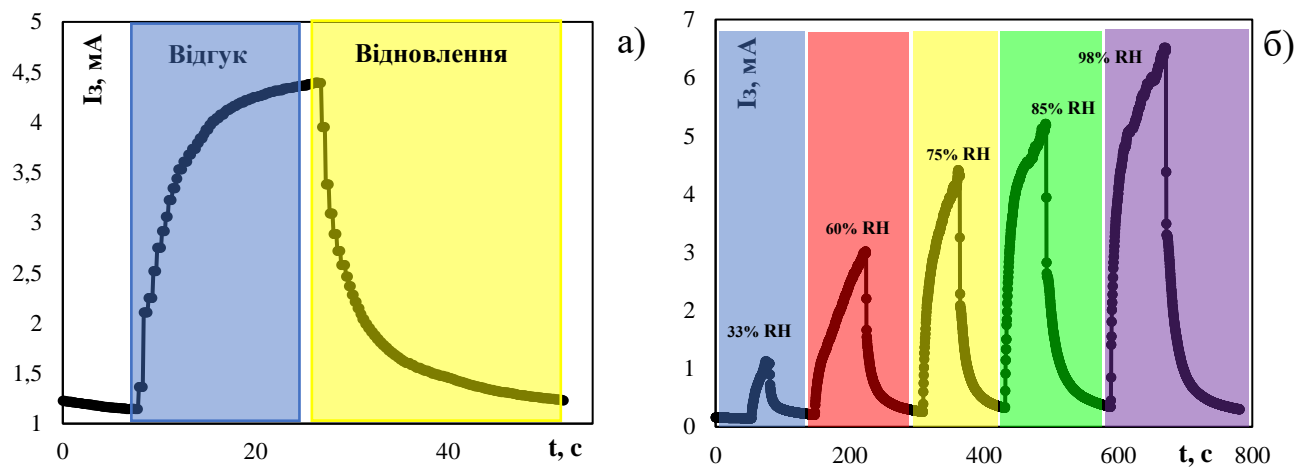 5
4,5
4
3,5
3
2,5
2
1,5
1
0
20
40
t, с
Iз, мА
Відгук
Відновлення
а)
7
6
5
4
3
2
1
0
0
200
400
600
t, с
800
Iз, мА
33% RH
60% RH
75% RH
85% RH
98% RH
б)